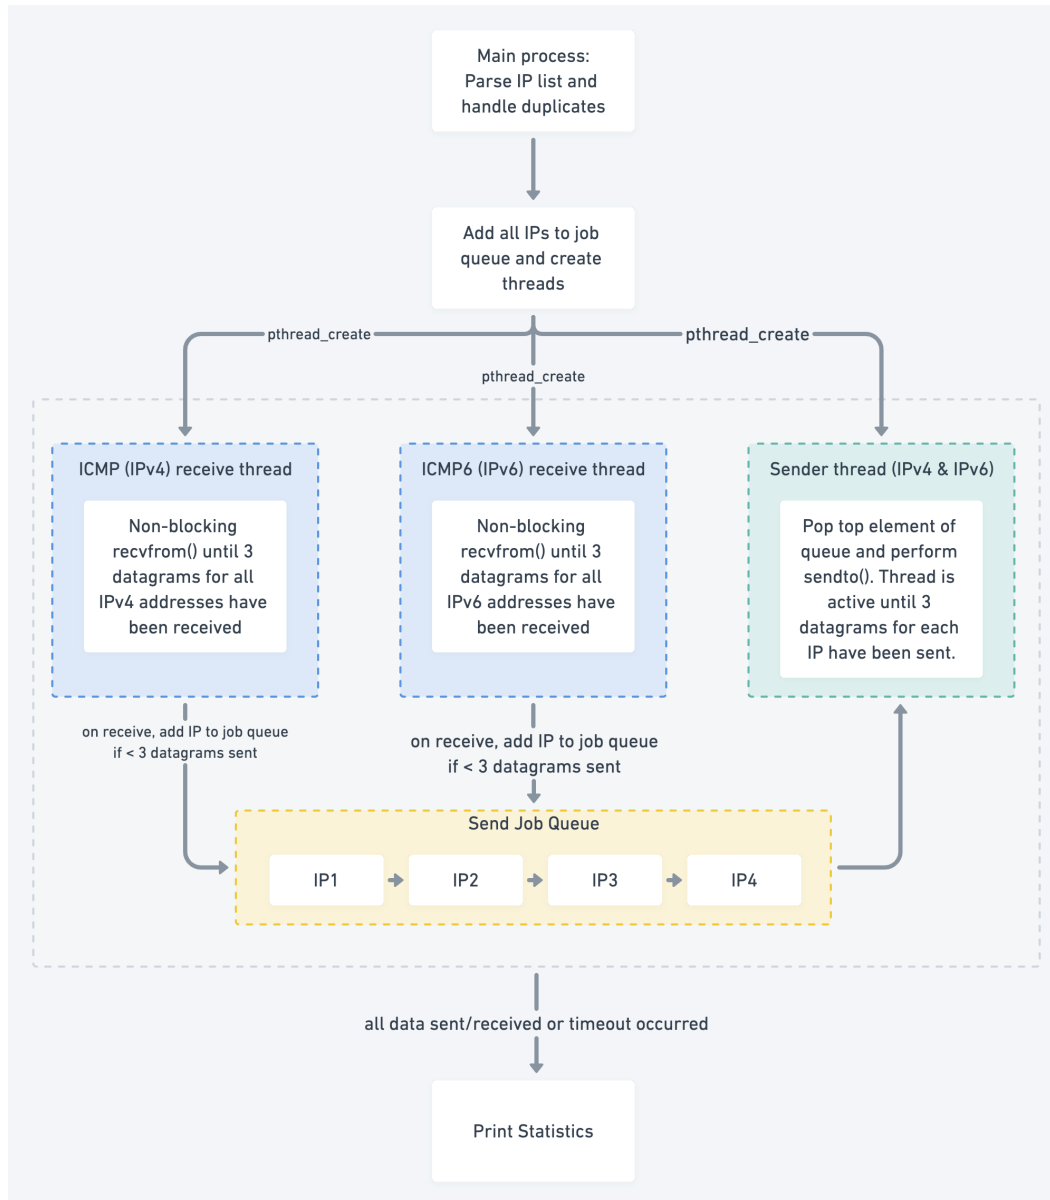 Main process:
Parse IP list and
handle duplicates
Add all IPs to job
queue and create
threads
pthread_create
pthread_create
pthread_create
ICMP (IPv4) receive thread
Non-blocking
recvfrom() until 3
datagrams for all
IPv4 addresses have
been received
ICMP6 (IPv6) receive thread
Non-blocking
recvfrom() until 3
datagrams for all
IPv6 addresses have
been received
Sender thread (IPv4 & IPv6)
Pop top element of
queue and perform
sendto(). Thread is
active until 3
datagrams for each
IP have been sent.
on receive, add IP to job queue
if < 3 datagrams sent
on receive, add IP to job queue
if < 3 datagrams sent
Send Job Queue
IP1
IP2
IP3
IP4
all data sent/received or timeout occurred
Print Statistics